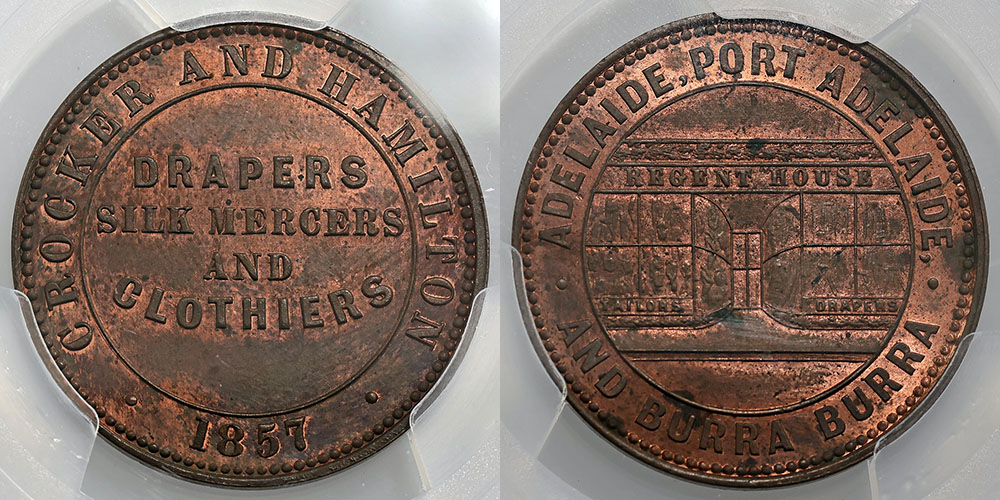 CROCKER AND HAMILTON
DRAPERS
SILK MERCERS
AND
CLOTHIERS
1857
ADELAIDE, PORT ADELAIDE,
REGENT HOUSE
TAILORS
DRAPERS
AND BURRA BURRA